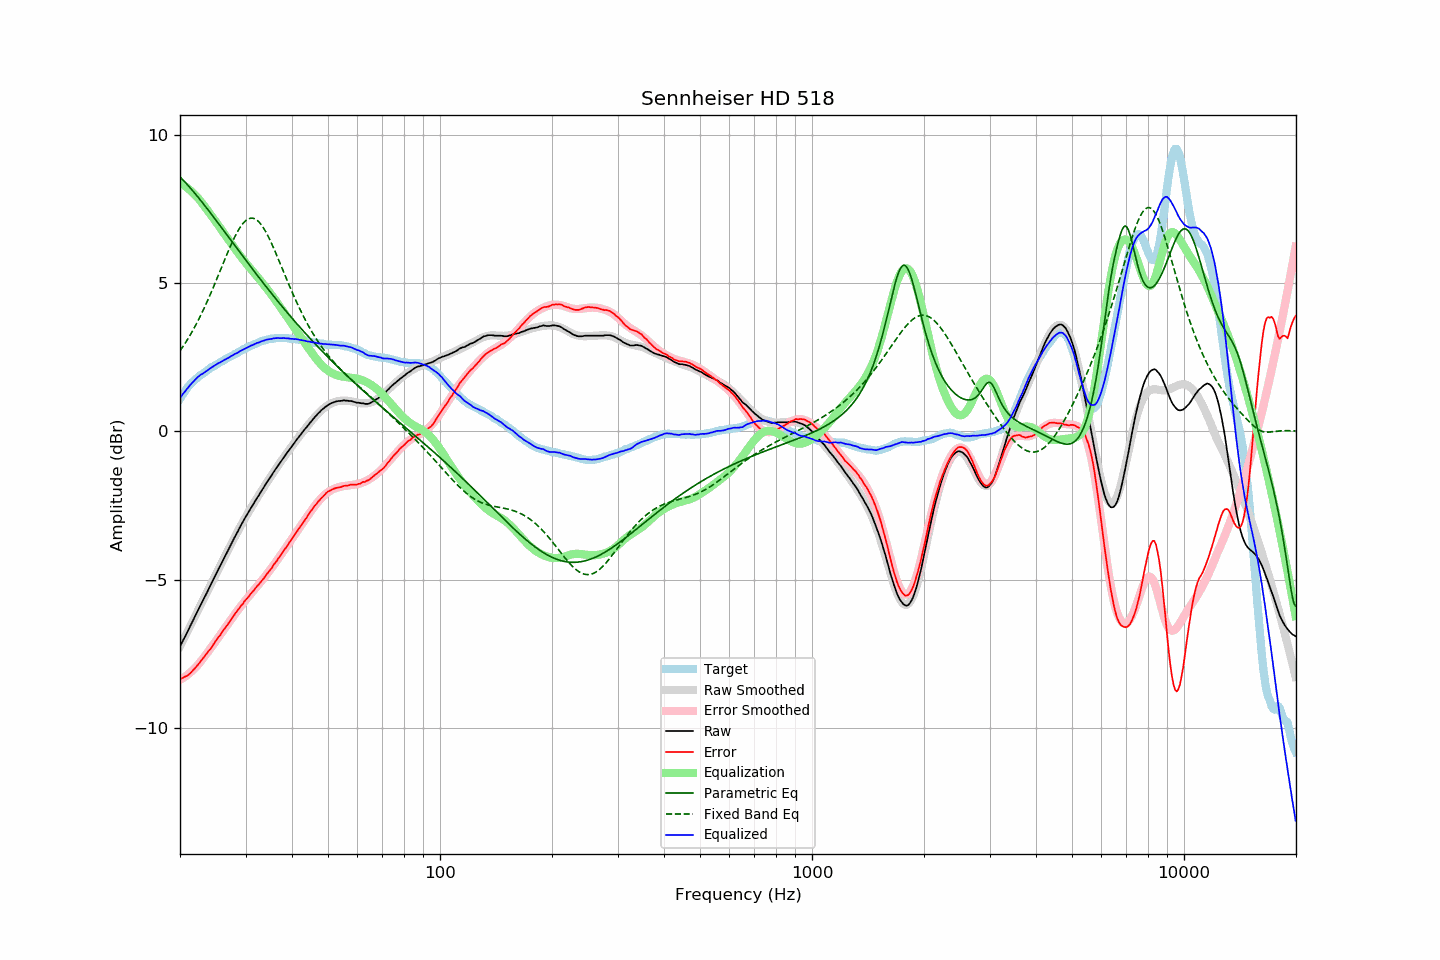 Sennheiser HD 518
Amplitude (dBr)
10
5
0
−5
−10
Target
Raw Smoothed
Error Smoothed
Raw
Error
Equalization
Parametric Eq
Fixed Band Eq
Equalized
100
1000
10000
Frequency (Hz)